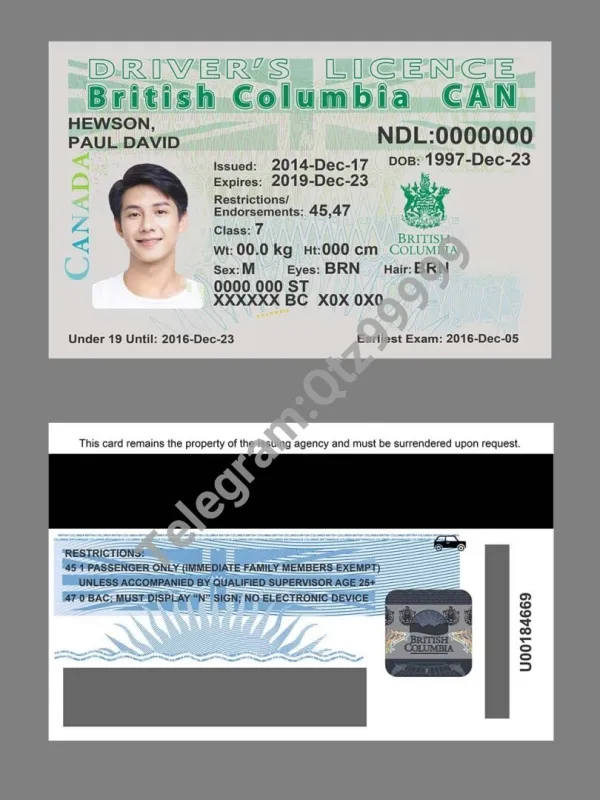 DRIVER'S LICENCE
British Columbia CAN
HEWSON,
PAUL DAVID
NDL:0000000
DOB: 1997-Dec-23
CANADA
Issued: 2014-Dec-17
Expires: 2019-Dec-23
Restrictions/
Endorsements: 45,47
Class: 7
Wt: 00.0 kg Ht: 000 cm
Sex: M Eyes: BRN Hair: BRN
0000 000 ST
XXXXXX BC X0X 0X0
BRITISH
COLUMBIA
Under 19 Until: 2016-Dec-23
Earliest Exam: 2016-Dec-05
Telegram:Qtz99999
This card remains the property of the issuing agency and must be surrendered upon request.
RESTRICTIONS:
45 1 PASSENGER ONLY (IMMEDIATE FAMILY MEMBERS EXEMPT)
UNLESS ACCOMPANIED BY QUALIFIED SUPERVISOR AGE 25+
47 0 BAC; MUST DISPLAY "N" SIGN; NO ELECTRONIC DEVICE
BRITISH
COLUMBIA
U00184669